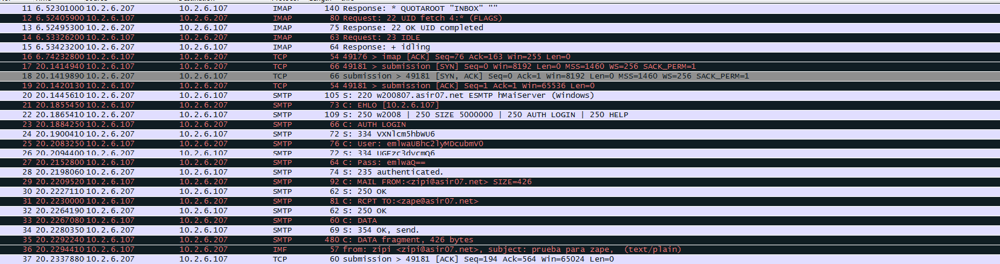 11 6.52301000 10.2.6.207 10.2.6.107 IMAP 140 Response: * QUOTAROOT "INBOX" ""
12 6.52405900 10.2.6.107 10.2.6.207 IMAP 80 Request: 22 UID fetch 4:* (FLAGS)
13 6.52495300 10.2.6.207 10.2.6.107 IMAP 75 Response: 22 OK UID completed
14 6.53326200 10.2.6.107 10.2.6.207 IMAP 63 Request: 23 IDLE
15 6.53423200 10.2.6.207 10.2.6.107 IMAP 64 Response: + idling
16 6.74232800 10.2.6.107 10.2.6.207 TCP 54 49176 > imap [ACK] Seq=76 Ack=163 Win=255 Len=0
17 20.1414940 10.2.6.107 10.2.6.207 TCP 66 49181 > submission [SYN] Seq=0 Win=8192 Len=0 MSS=1460 WS=256 SACK_PERM=1
18 20.1419890 10.2.6.207 10.2.6.107 TCP 66 submission > 49181 [SYN, ACK] Seq=0 Ack=1 Win=8192 Len=0 MSS=1460 WS=256 SACK_PERM=1
19 20.1420130 10.2.6.107 10.2.6.207 TCP 54 49181 > submission [ACK] Seq=1 Ack=1 Win=65536 Len=0
20 20.1445610 10.2.6.207 10.2.6.107 SMTP 105 S: 220 w200807.asir07.net ESMTP hMaiServer (Windows)
21 20.1855450 10.2.6.107 10.2.6.207 SMTP 73 C: EHLO [10.2.6.107]
22 20.1865410 10.2.6.207 10.2.6.107 SMTP 109 S: 250 w2008 | 250 SIZE 5000000 | 250 AUTH LOGIN | 250 HELP
23 20.1884250 10.2.6.107 10.2.6.207 SMTP 66 C: AUTH LOGIN
24 20.1900410 10.2.6.207 10.2.6.107 SMTP 72 S: 334 VXNlcm5hbWU6
25 20.2083250 10.2.6.107 10.2.6.207 SMTP 76 C: User: emlwaUBhc2lyMDcubmV0
26 20.2094400 10.2.6.207 10.2.6.107 SMTP 72 S: 334 UGFzc3dvcmQ6
27 20.2152800 10.2.6.107 10.2.6.207 SMTP 64 C: Pass: emlwaQ==
28 20.2198060 10.2.6.207 10.2.6.107 SMTP 74 S: 235 authenticated.
29 20.2209520 10.2.6.107 10.2.6.207 SMTP 92 C: MAIL FROM:<zipi@asir07.net> SIZE=426
30 20.2227110 10.2.6.207 10.2.6.107 SMTP 62 S: 250 OK
31 20.2230000 10.2.6.107 10.2.6.207 SMTP 81 C: RCPT TO:<zape@asir07.net>
32 20.2264190 10.2.6.207 10.2.6.107 SMTP 62 S: 250 OK
33 20.2267080 10.2.6.107 10.2.6.207 SMTP 60 C: DATA
34 20.2280350 10.2.6.207 10.2.6.107 SMTP 69 S: 354 OK, send.
35 20.2292240 10.2.6.107 10.2.6.207 SMTP 480 C: DATA fragment, 426 bytes
36 20.2294410 10.2.6.107 10.2.6.207 IMF 57 from: zipi <zipi@asir07.net>, subject: prueba para zape,  (text/plain)
37 20.2337880 10.2.6.207 10.2.6.107 TCP 60 submission > 49181 [ACK] Seq=194 Ack=564 Win=65024 Len=0